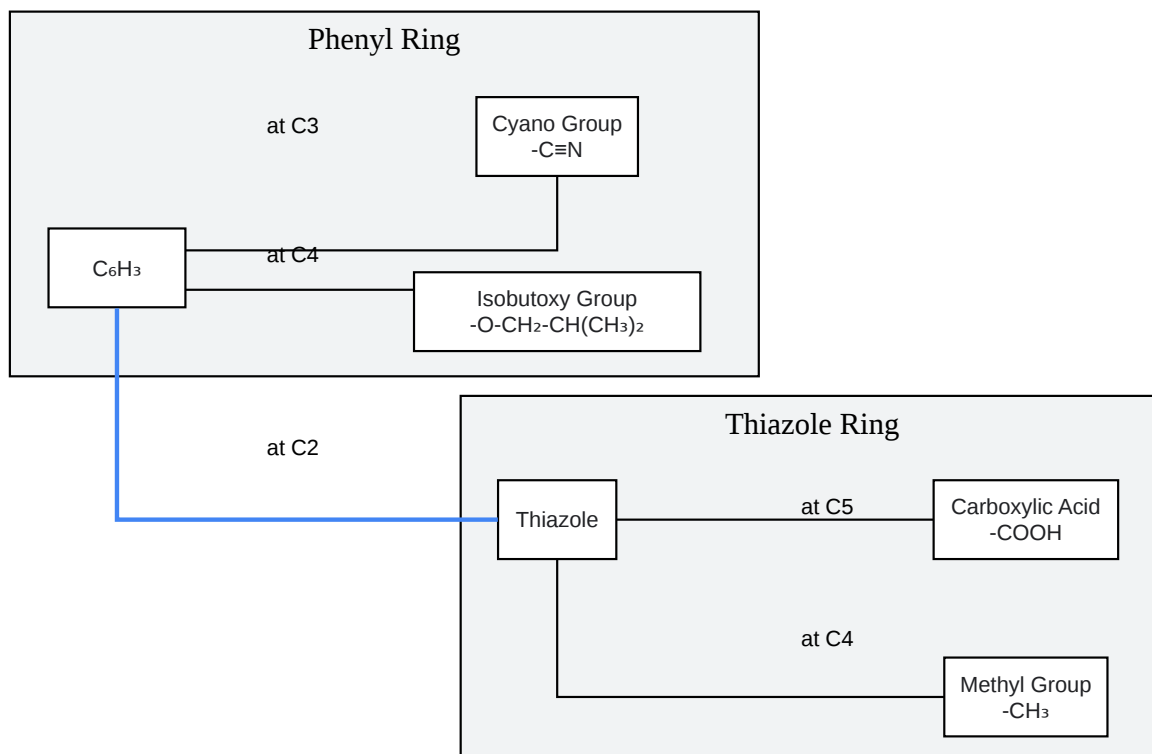 Phenyl Ring
at C3
Cyano Group
-C≡N
at C4
C₆H₃
Isobutoxy Group
-O-CH₂-CH(CH₃)₂
Thiazole Ring
at C2
Thiazole
at C5
Carboxylic Acid
-COOH
at C4
Methyl Group
-CH₃